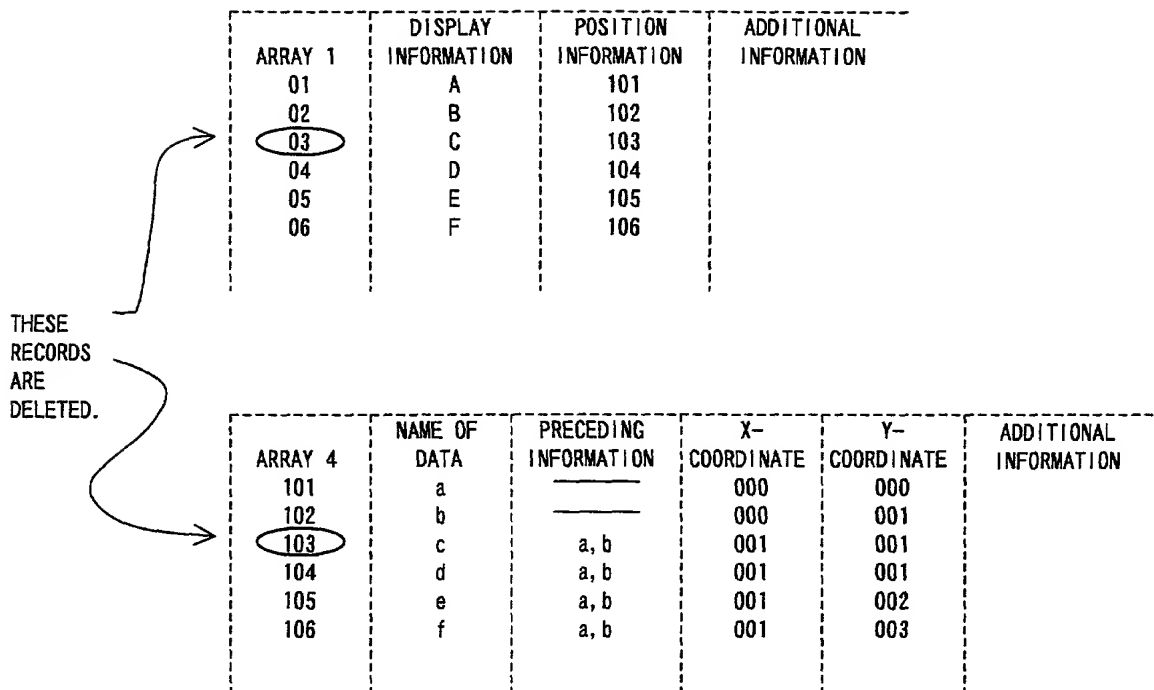 DISPLAY POSITION ADDITIONAL
ARRAY 1 INFORMATION INFORMATION INFORMATION
01 A 101
02 B 102
03 C 103
04 D 104
05 E 105
06 F 106
THESE
RECORDS
ARE
DELETED.
NAME OF PRECEDING X- Y- ADDITIONAL
ARRAY 4 DATA INFORMATION COORDINATE COORDINATE INFORMATION
101 a 000 000
102 b 000 001
103 c a, b 001 001
104 d a, b 001 001
105 e a, b 001 002
106 f a, b 001 003